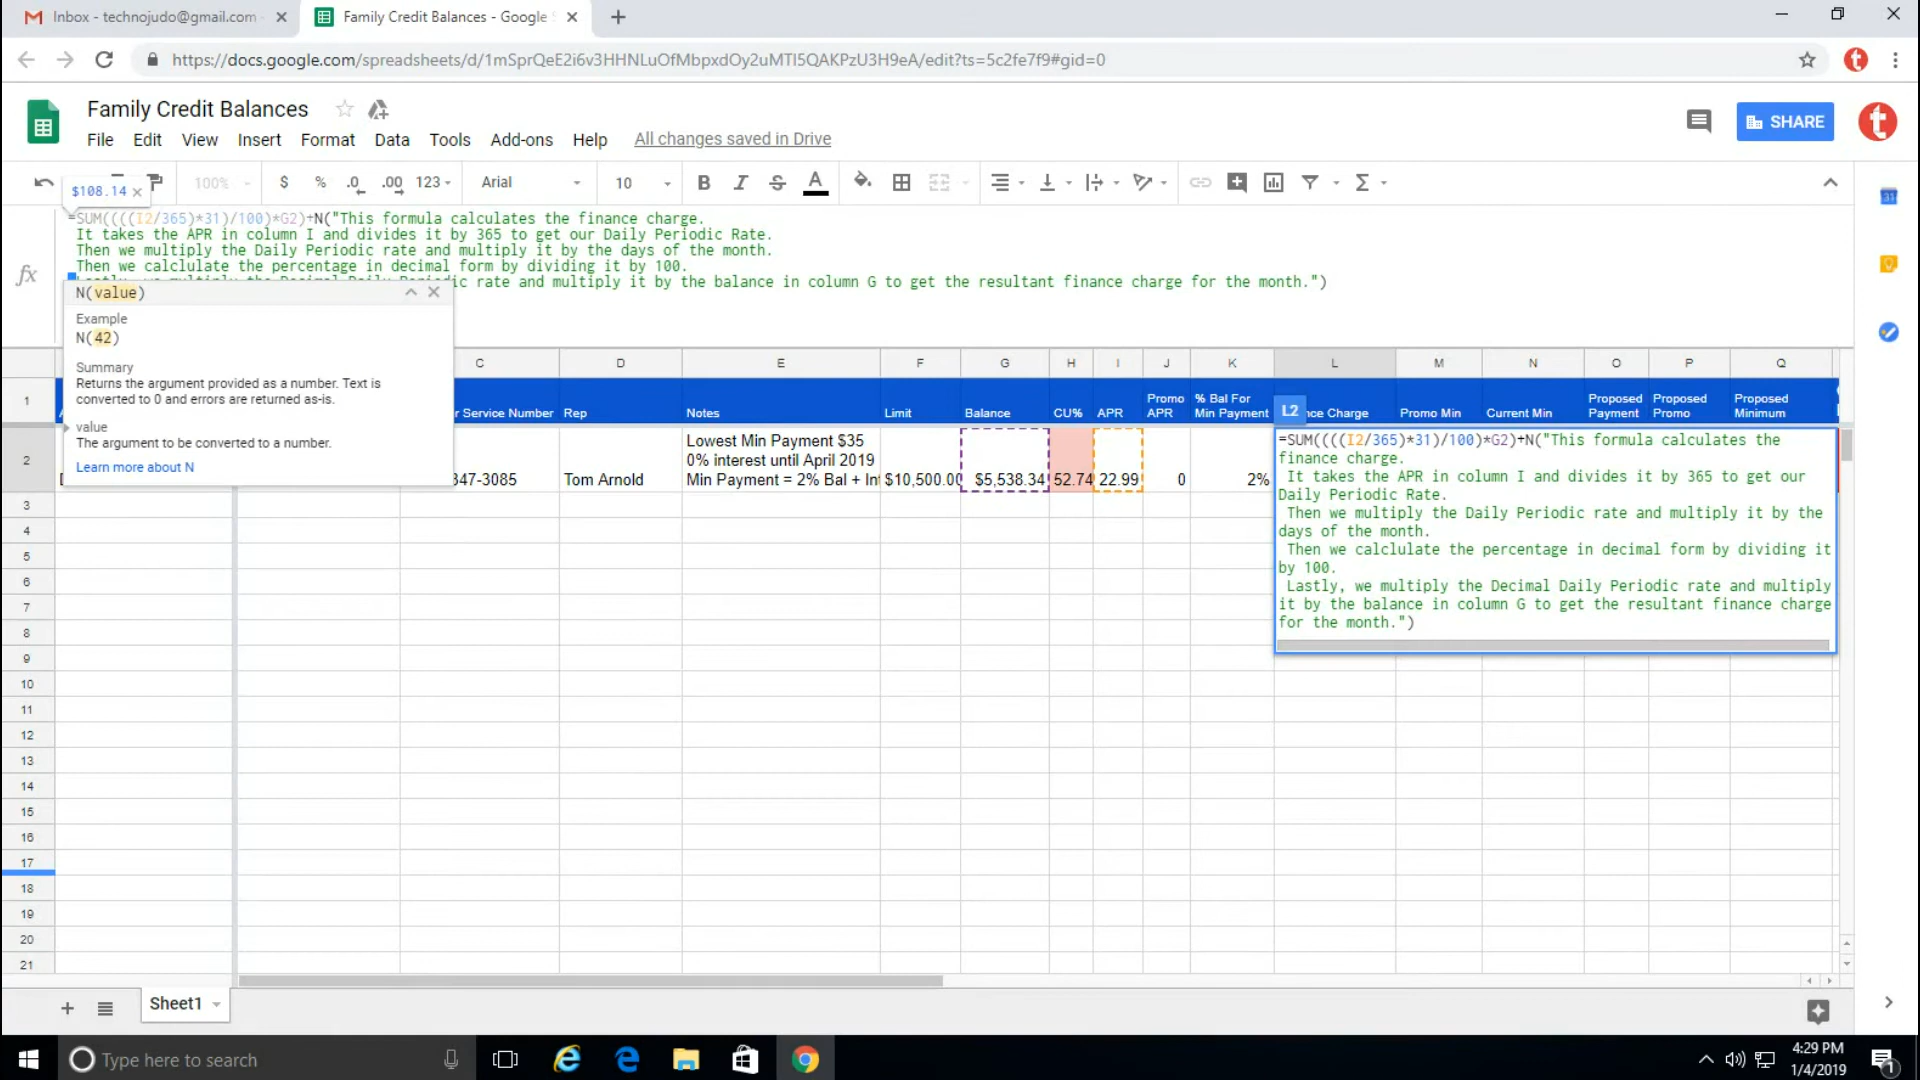 Inbox - technojudo@gmail.com
Family Credit Balances - Google
https://docs.google.com/spreadsheets/d/1mSprQeE2i6v3HHNLuOfMbpxdOy2uMTI5QAKPzU3H9eA/edit?ts=5c2fe7f9#gid=0
Family Credit Balances
File Edit View Insert Format Data Tools Add-ons Help All changes saved in Drive
SHARE
$108.14
100% $ % .0 .00 123 Arial 10 B I S A
=SUM((((I2/365)*31)/100)*G2)+N("This formula calculates the finance charge.
It takes the APR in column I and divides it by 365 to get our Daily Periodic Rate.
Then we multiply the Daily Periodic rate and multiply it by the days of the month.
Then we calclulate the percentage in decimal form by dividing it by 100.
rate and multiply it by the balance in column G to get the resultant finance charge for the month.")
fx
N(value)
Example
N(42)
Summary
Returns the argument provided as a number. Text is
converted to 0 and errors are returned as-is.
value
The argument to be converted to a number.
Learn more about N
C D E F G H I J K L M N O P Q
1 Service Number Rep Notes Limit Balance CU% APR Promo APR % Bal For Min Payment L2 Charge Promo Min Current Min Proposed Payment Proposed Promo Proposed Minimum
2 347-3085 Tom Arnold
Lowest Min Payment $35
0% interest until April 2019
Min Payment = 2% Bal + Int
$10,500.00 $5,538.34 52.74 22.99 0 2%
=SUM((((I2/365)*31)/100)*G2)+N("This formula calculates the
finance charge.
It takes the APR in column I and divides it by 365 to get our
Daily Periodic Rate.
Then we multiply the Daily Periodic rate and multiply it by the
days of the month.
Then we calclulate the percentage in decimal form by dividing it
by 100.
Lastly, we multiply the Decimal Daily Periodic rate and multiply
it by the balance in column G to get the resultant finance charge
for the month.")
3
4
5
6
7
8
9
10
11
12
13
14
15
16
17
18
19
20
21
Sheet1
Type here to search
4:29 PM
1/4/2019
1